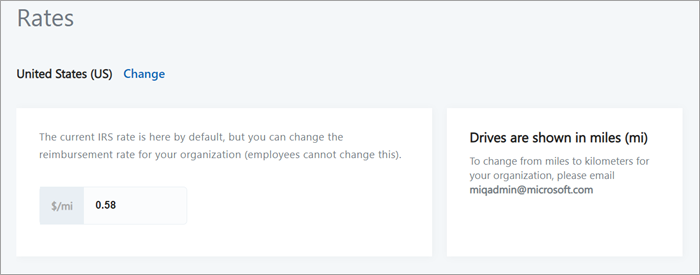 Rates
United States (US) Change
The current IRS rate is here by default, but you can change the
reimbursement rate for your organization (employees cannot change this).
$/mi 0.58
Drives are shown in miles (mi)
To change from miles to kilometers for
your organization, please email
miqadmin@microsoft.com